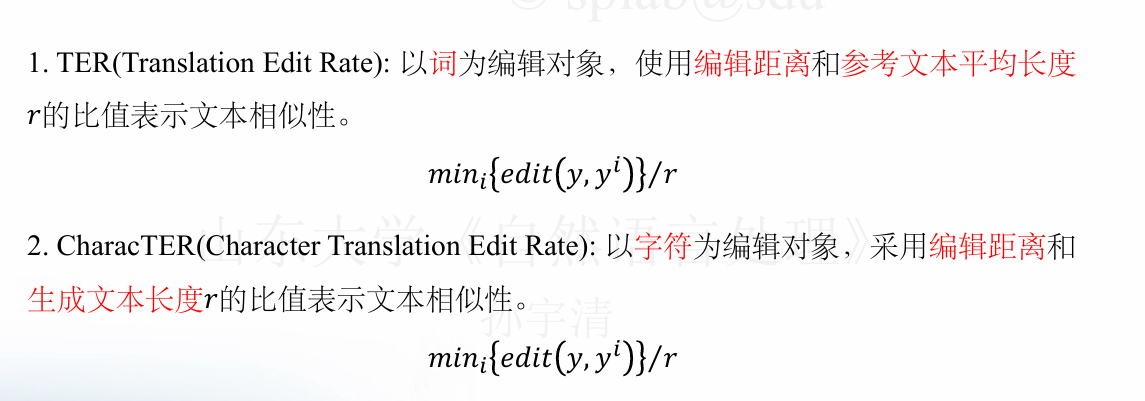 © splab@sdu
1. TER(Translation Edit Rate): 以词为编辑对象，使用编辑距离和参考文本平均长度
r的比值表示文本相似性。
min_i{edit(y, y^i)}/r
山东大学《自然语言处理》
2. CharacTER(Character Translation Edit Rate): 以字符为编辑对象，采用编辑距离和
生成文本长度r的比值表示文本相似性。
孙宇清
min_i{edit(y, y^i)}/r